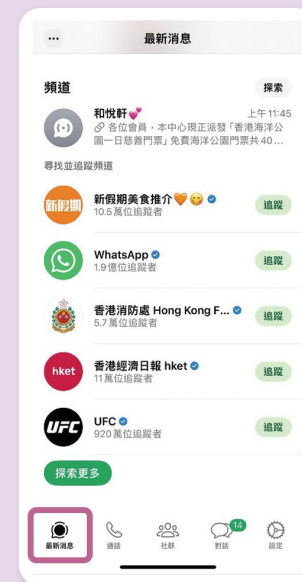 最新消息
頻道
探索
和悅軒💕
上午11:45
🔗 各位會員，本中心現正派發「香港海洋公
園一日慈善門票」免費海洋公園門票共40...
尋找並追蹤頻道
新假期
新假期美食推介🧡😋
10.5 萬位追蹤者
追蹤
WhatsApp
1.9 億位追蹤者
追蹤
香港消防處 Hong Kong F...
5.7 萬位追蹤者
追蹤
hket
香港經濟日報 hket
11 萬位追蹤者
追蹤
UFC
UFC
920 萬位追蹤者
追蹤
探索更多
14
最新消息
通話
社群
對話
設定